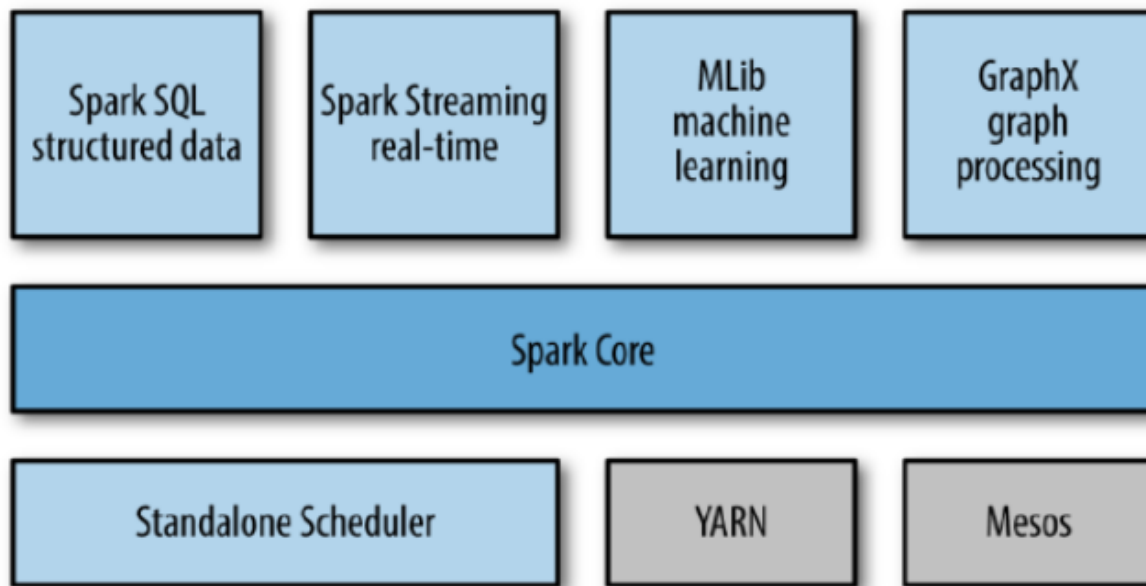 Spark SQL
structured data
Spark Streaming
real-time
MLib
machine
learning
GraphX
graph
processing
Spark Core
Standalone Scheduler
YARN
Mesos